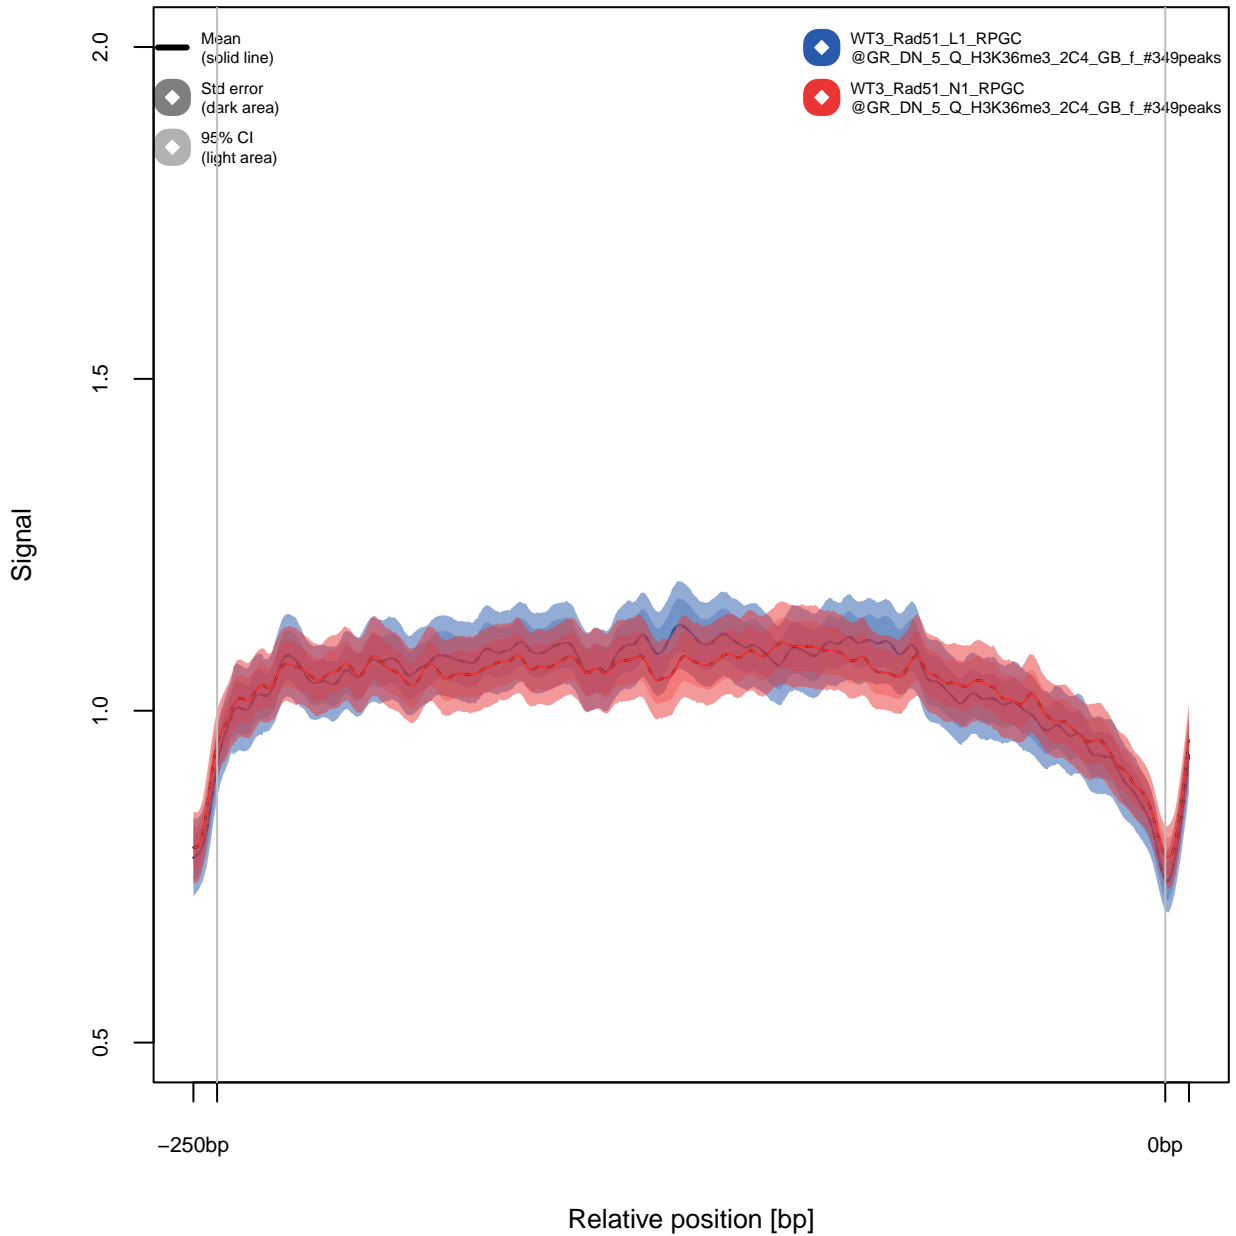 Mean
(solid line)
Std error
(dark area)
95% CI
(light area)
WT3_Rad51_L1_RPGC
@GR_DN_5_Q_H3K36me3_2C4_GB_f_#349peaks
WT3_Rad51_N1_RPGC
@GR_DN_5_Q_H3K36me3_2C4_GB_f_#349peaks
2.0
1.5
1.0
0.5
Signal
−250bp
0bp
Relative position [bp]